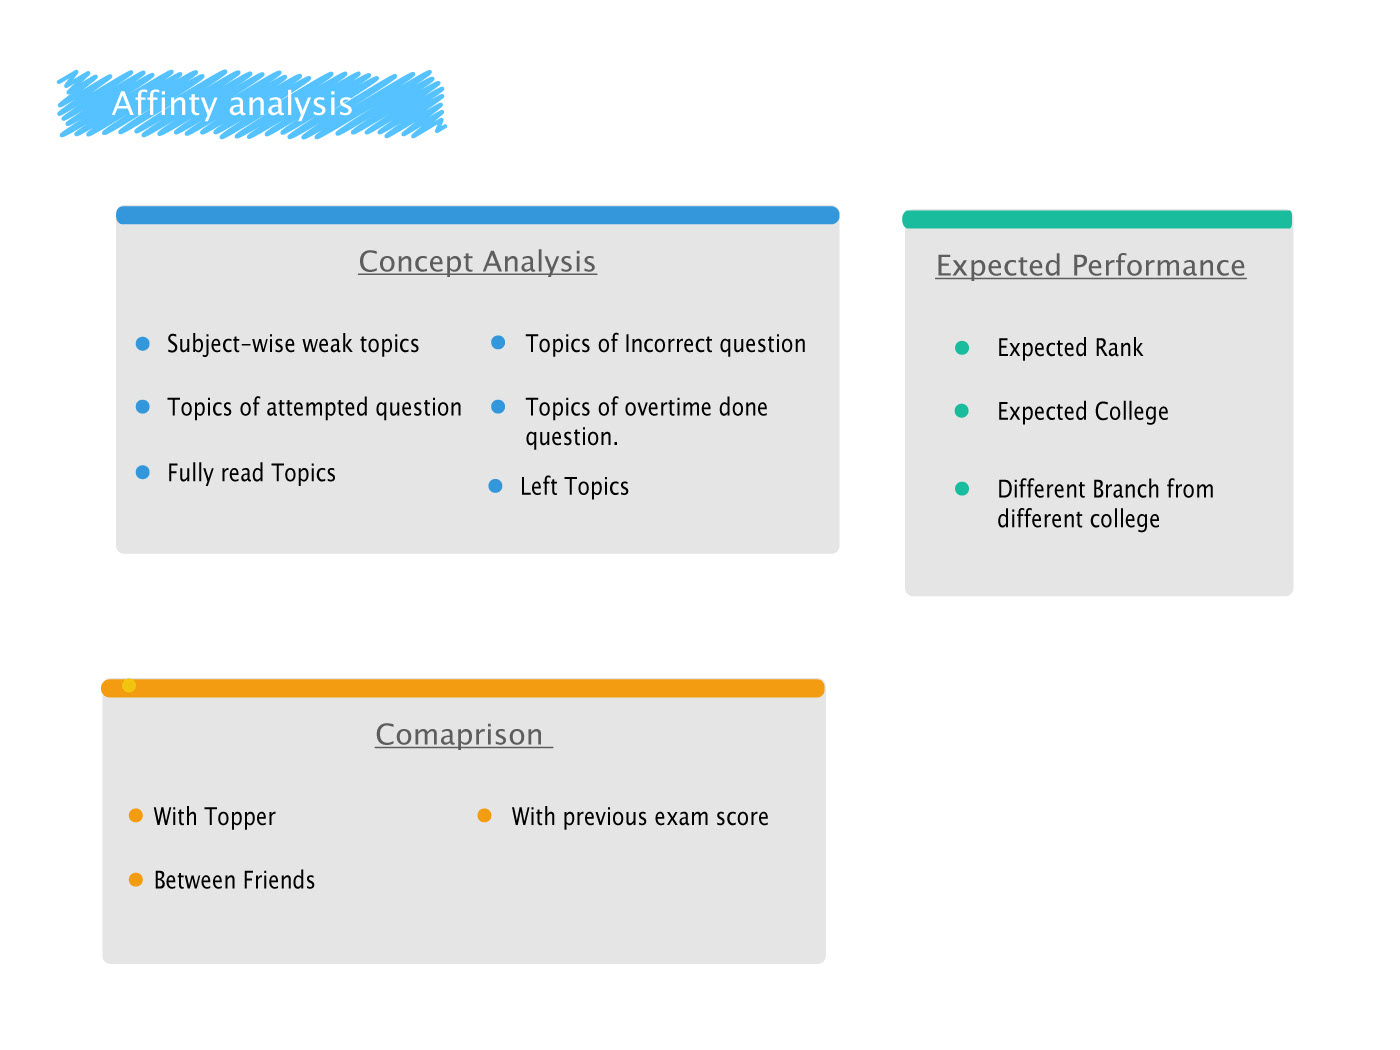 Affinty analysis
Concept Analysis
Subject-wise weak topics
Topics of attempted question
Fully read Topics
Topics of Incorrect question
Topics of overtime done
question.
Left Topics
Expected Performance
Expected Rank
Expected College
Different Branch from
different college
Comaprison
With Topper
Between Friends
With previous exam score